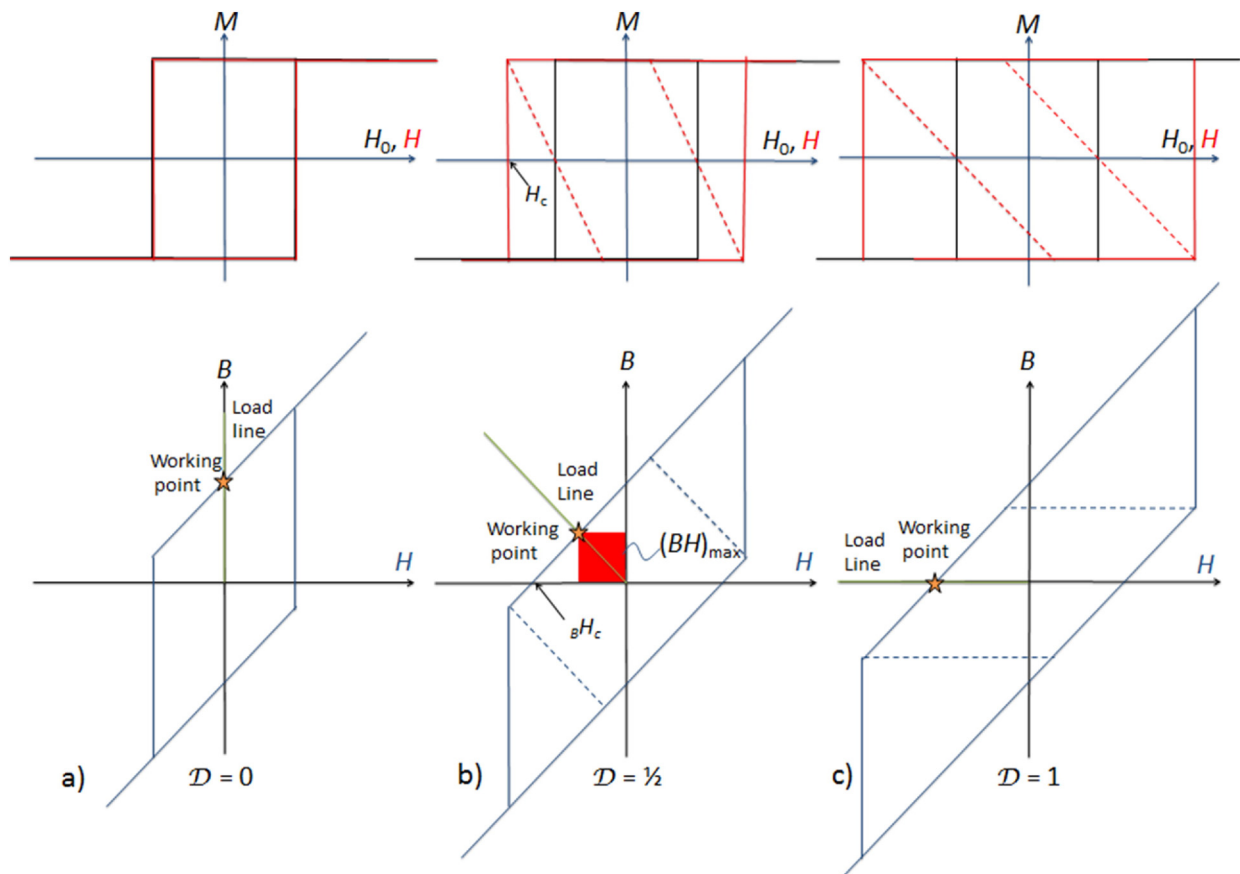 M
M
M
H₀, H
H₀, H
H₀, H
H_c
B
Load
line
Working
point
H
B
Load
Line
Working
point
(BH)max
H
BHc
B
Load
Line
Working
point
H
a)
𝒟 = 0
b)
𝒟 = ½
c)
𝒟 = 1